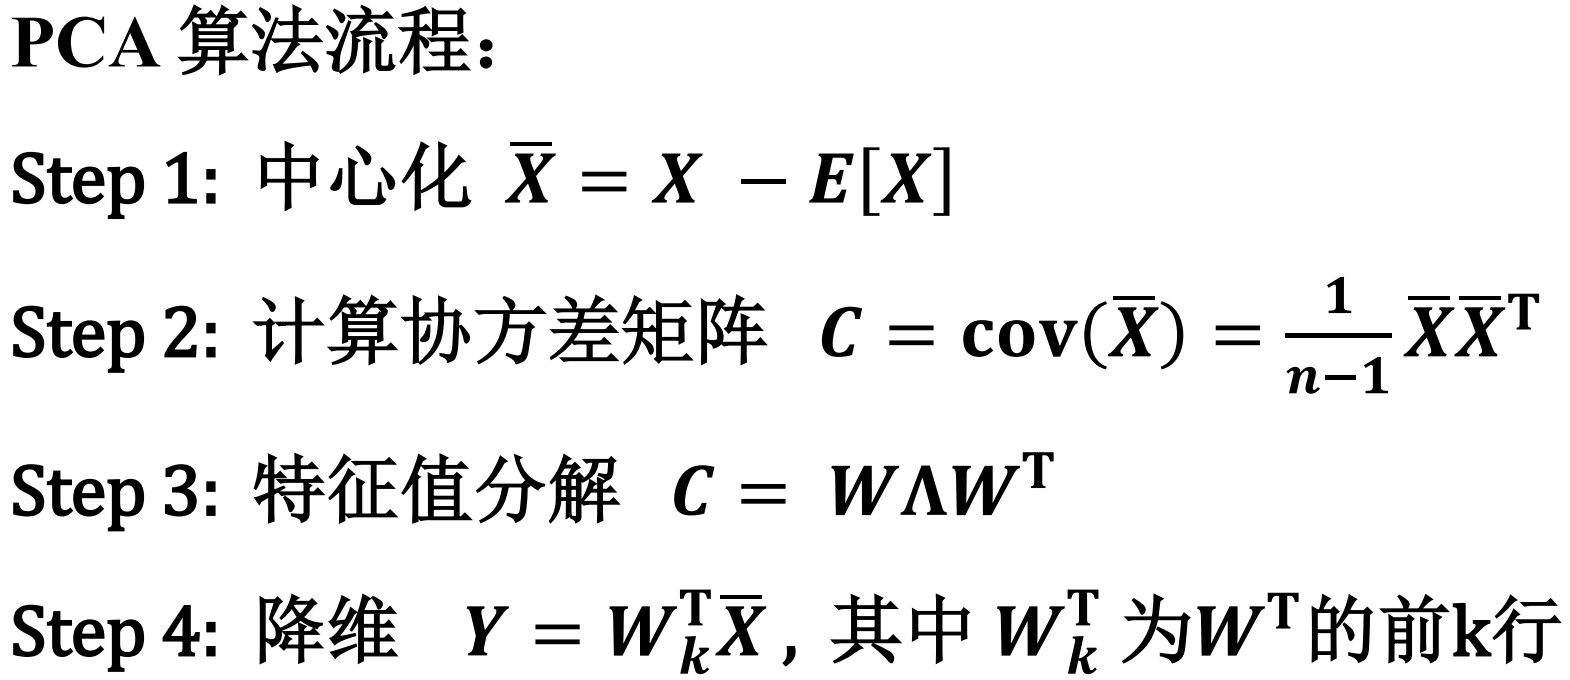 PCA 算法流程：
Step 1: 中心化 $\overline{X} = X - E[X]$
Step 2: 计算协方差矩阵 $C = \mathrm{cov}(\overline{X}) = \frac{1}{n-1}\overline{X}\overline{X}^{\mathrm{T}}$
Step 3: 特征值分解 $C = W\Lambda W^{\mathrm{T}}$
Step 4: 降维 $Y = W_k^{\mathrm{T}}\overline{X}$ , 其中 $W_k^{\mathrm{T}}$ 为$W^{\mathrm{T}}$的前k行